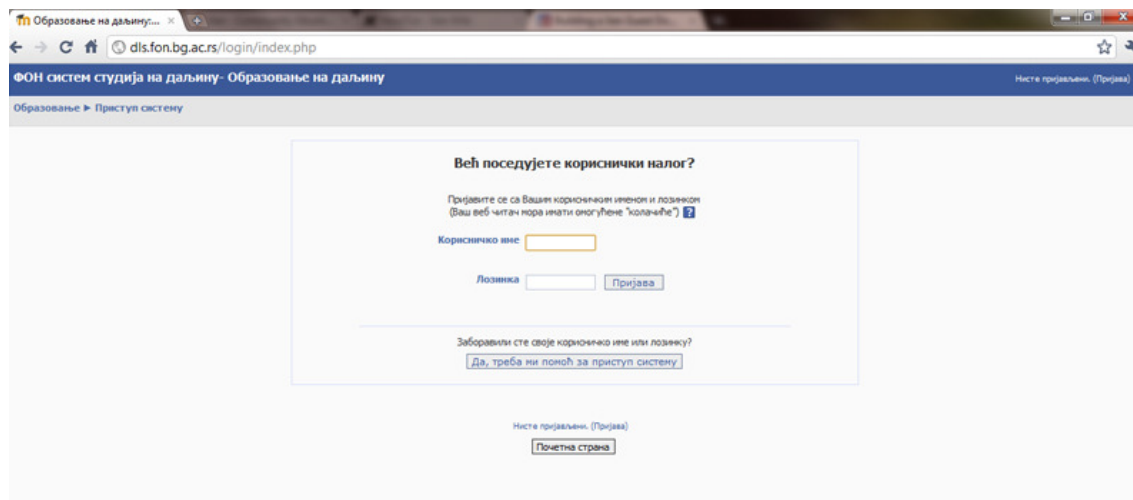 Образовање на даљину:...
dls.fon.bg.ac.rs/login/index.php
ФОН систем студија на даљину- Образовање на даљину
Нисте пријављени. (Пријава)
Образовање ► Приступ систему
Већ поседујете кориснички налог?
Пријавите се са Вашим корисничким именом и лозинком
(Ваш веб читач мора имати омогућене "колачиће") ?
Корисничко име
Лозинка
Пријава
Заборавили сте своје корисничко име или лозинку?
Да, треба ми помоћ за приступ систему
Нисте пријављени. (Пријава)
Почетна страна